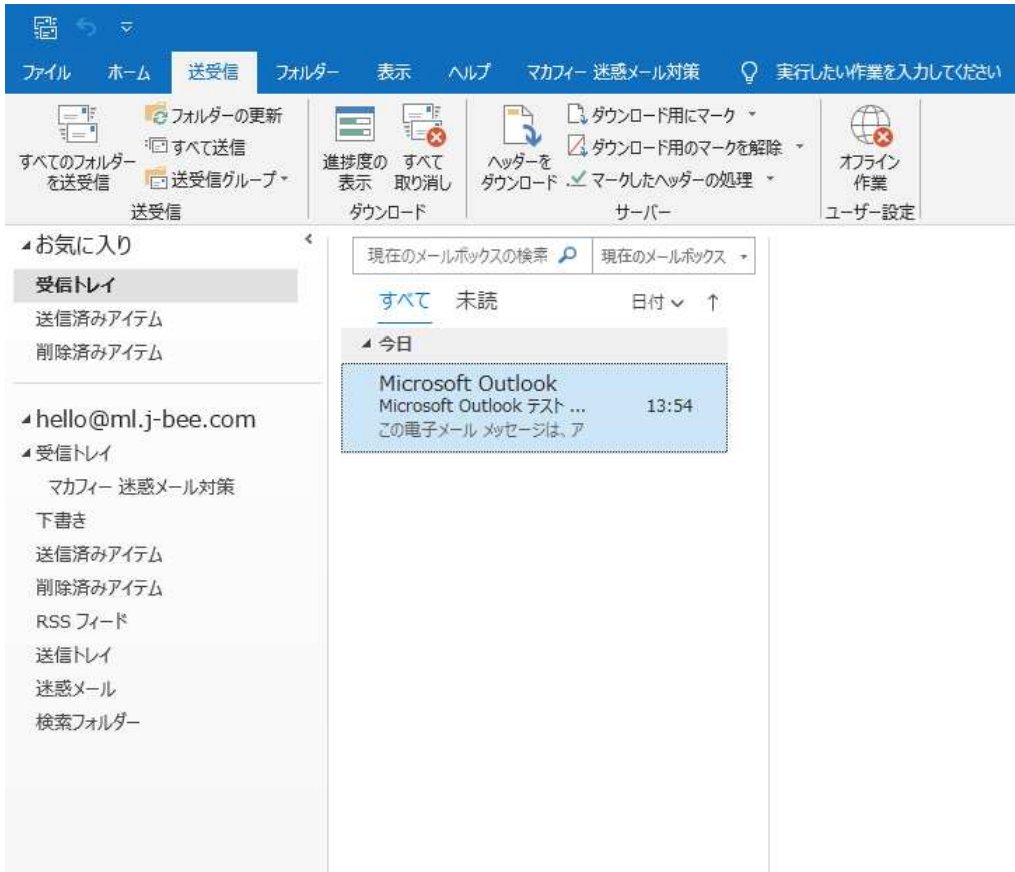 ファイル ホーム 送受信 フォルダー 表示 ヘルプ マカフィー 迷惑メール対策 実行したい作業を入力してください
すべてのフォルダー
を送受信
フォルダーの更新
すべて送信
送受信グループ
送受信
進捗度の
表示
すべて
取り消し
ダウンロード
ヘッダーを
ダウンロード
ダウンロード用にマーク
ダウンロード用のマークを解除
マークしたヘッダーの処理
サーバー
オフライン
作業
ユーザー設定
お気に入り
受信トレイ
送信済みアイテム
削除済みアイテム
hello@ml.j-bee.com
受信トレイ
マカフィー 迷惑メール対策
下書き
送信済みアイテム
削除済みアイテム
RSS フィード
送信トレイ
迷惑メール
検索フォルダー
現在のメールボックスの検索 現在のメールボックス
すべて 未読 日付 ↑
今日
Microsoft Outlook
Microsoft Outlook テスト ... 13:54
この電子メール メッセージは、ア